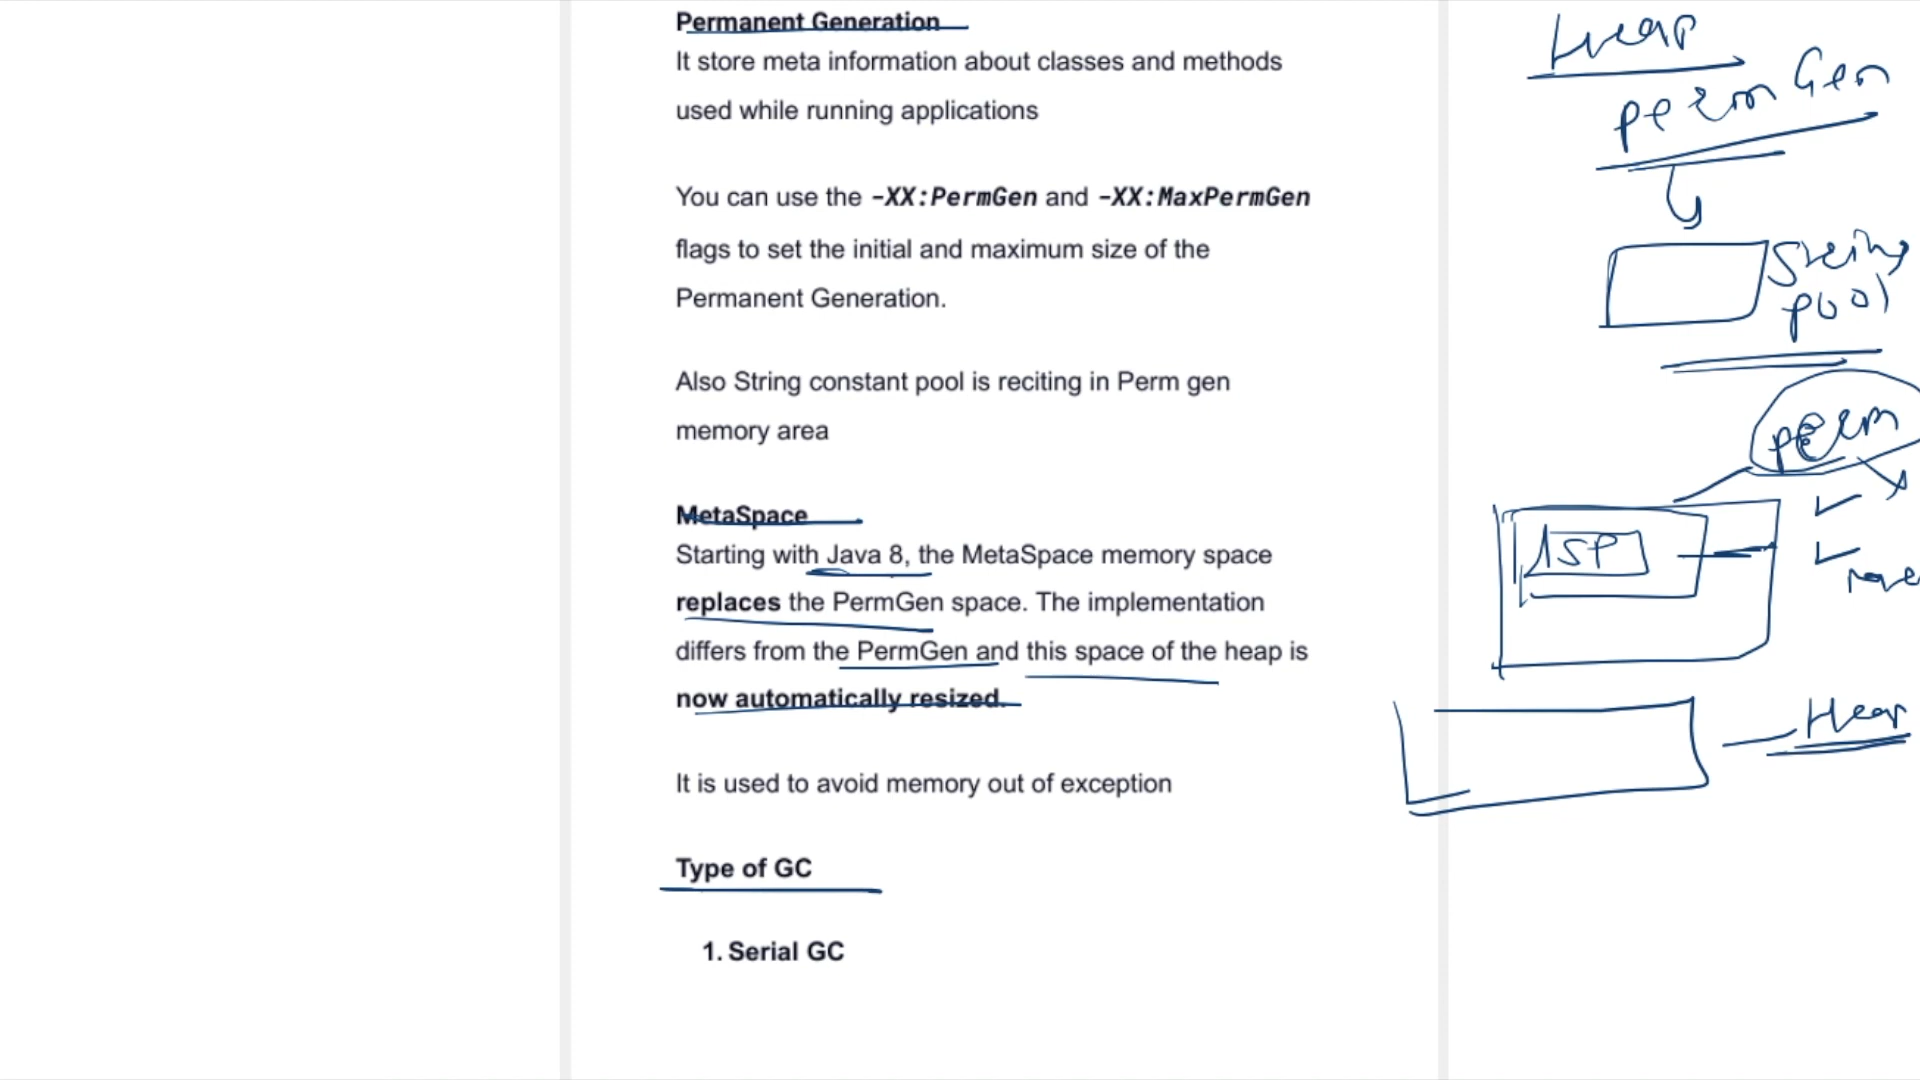 Permanent Generation
It store meta information about classes and methods
used while running applications
You can use the -XX:PermGen and -XX:MaxPermGen
flags to set the initial and maximum size of the
Permanent Generation.
Also String constant pool is reciting in Perm gen
memory area
MetaSpace
Starting with Java 8, the MetaSpace memory space
replaces the PermGen space. The implementation
differs from the PermGen and this space of the heap is
now automatically resized.
It is used to avoid memory out of exception
Type of GC
1. Serial GC
Heap
perm Gen
String
pool
perm
Heap